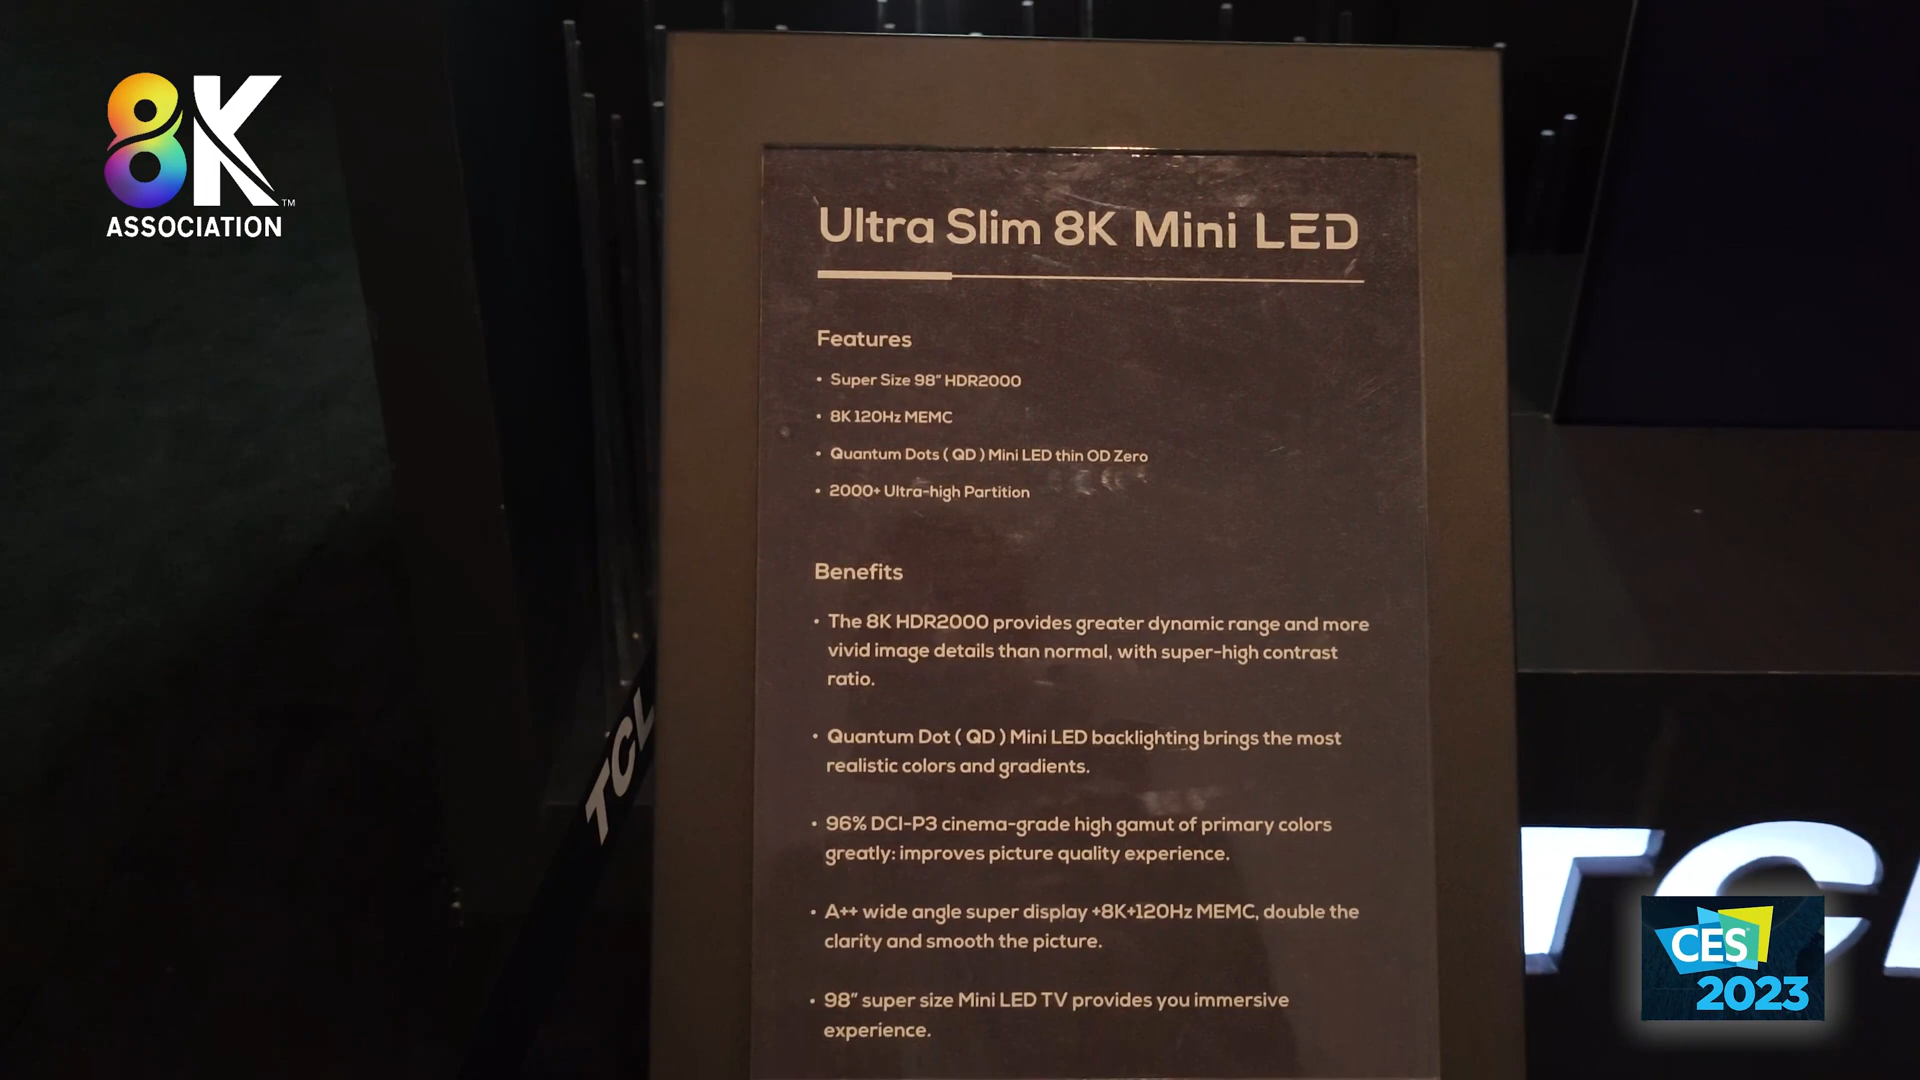 8K
ASSOCIATION
TM
Ultra Slim 8K Mini LED
Features
• Super Size 98" HDR2000
• 8K 120Hz MEMC
• Quantum Dots ( QD ) Mini LED thin OD Zero
• 2000+ Ultra-high Partition
Benefits
• The 8K HDR2000 provides greater dynamic range and more
vivid image details than normal, with super-high contrast
ratio.
• Quantum Dot ( QD ) Mini LED backlighting brings the most
realistic colors and gradients.
• 96% DCI-P3 cinema-grade high gamut of primary colors
greatly: improves picture quality experience.
• A++ wide angle super display +8K+120Hz MEMC, double the
clarity and smooth the picture.
• 98" super size Mini LED TV provides you immersive
experience.
TCL
TC
CES
2023